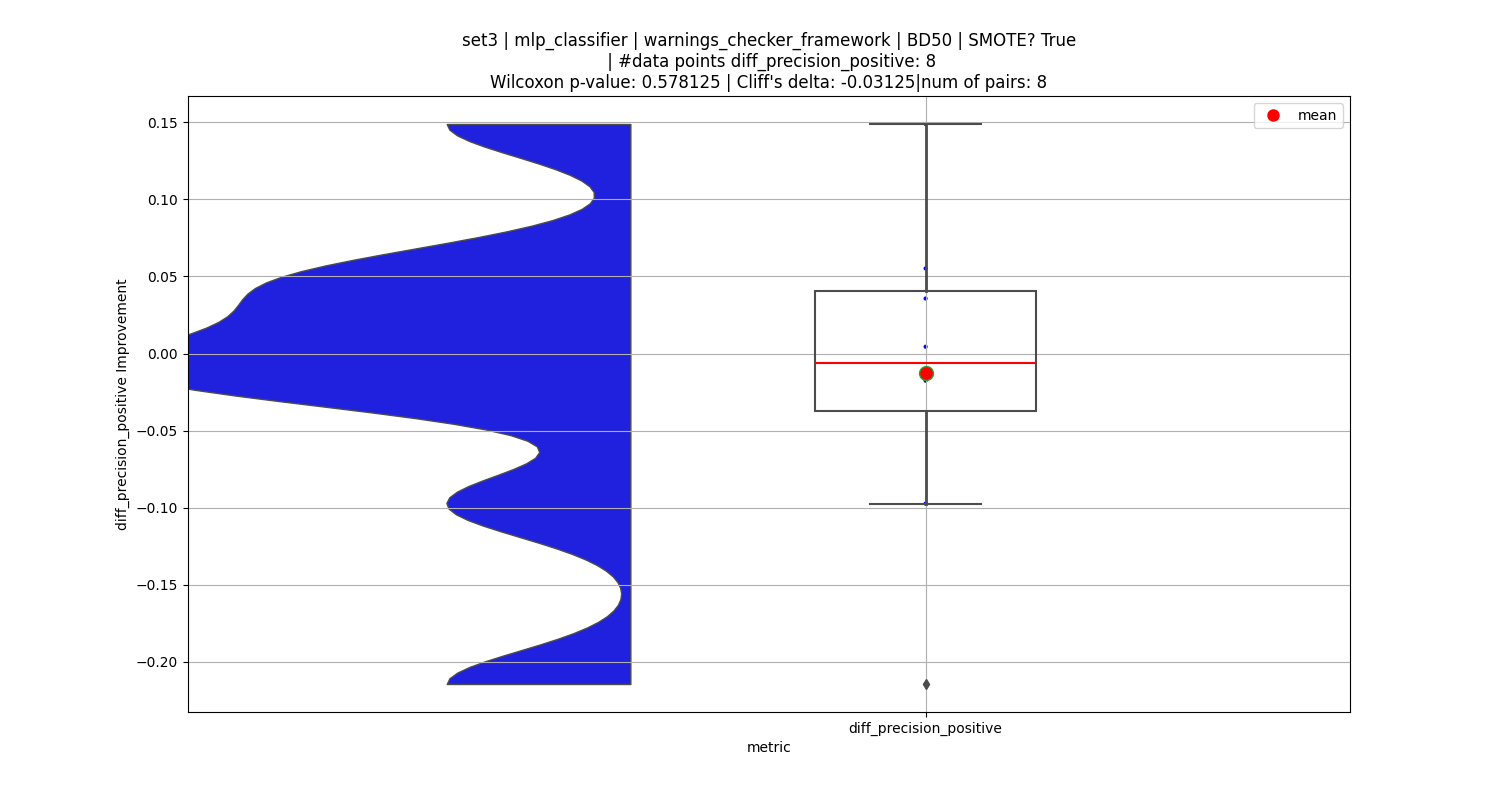 set3 | mlp_classifier | warnings_checker_framework | BD50 | SMOTE? True
| #data points diff_precision_positive: 8
Wilcoxon p-value: 0.578125 | Cliff's delta: -0.03125|num of pairs: 8
mean
0.15
0.10
0.05
0.00
−0.05
−0.10
−0.15
−0.20
diff_precision_positive Improvement
diff_precision_positive
metric